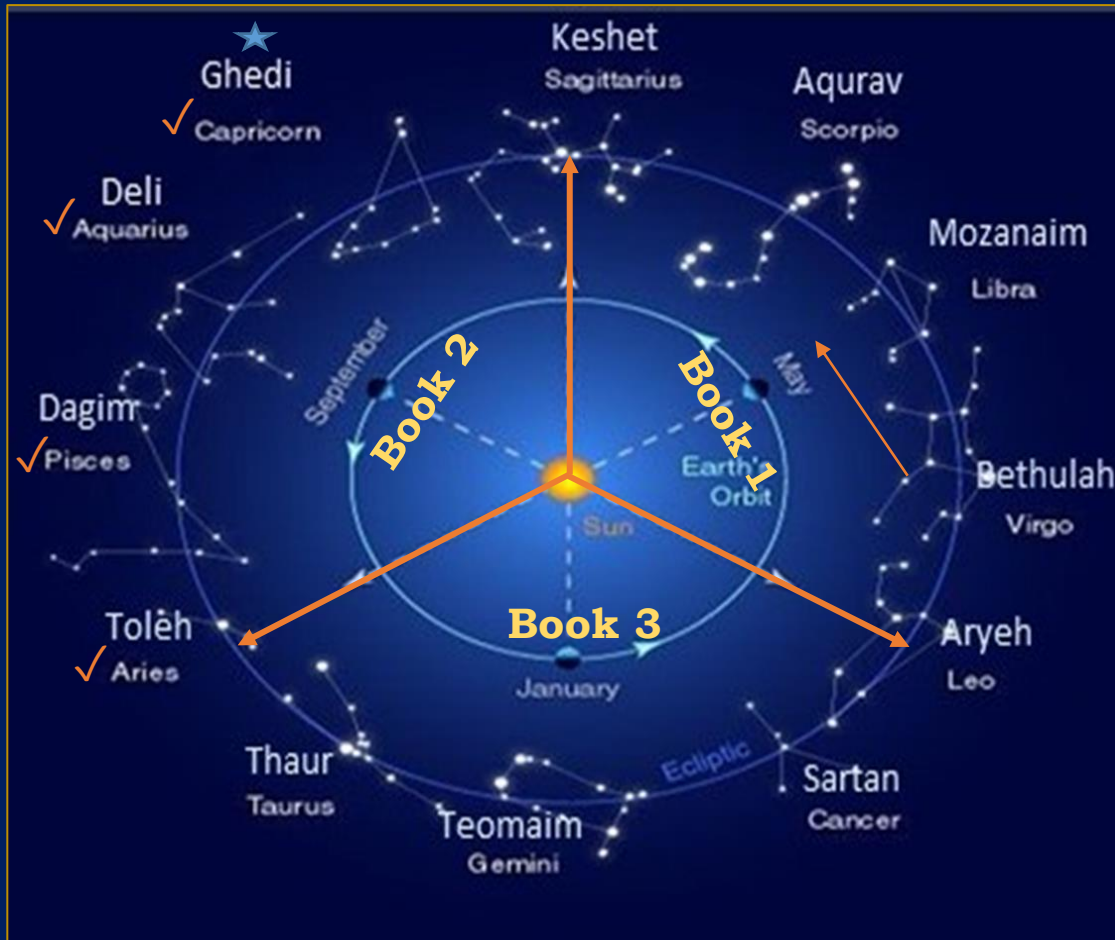 Keshet
Sagittarius
Ghedi
Capricorn
Aqurav
Scorpio
Deli
Aquarius
Mozanaim
Libra
September
Book 2
Book 1
May
Dagim
Pisces
Earth's
Orbit
Bethulah
Virgo
Sun
Tolèh
Aries
Book 3
Aryeh
Leo
January
Thaur
Taurus
Ecliptic
Sartan
Cancer
Teomaim
Gemini